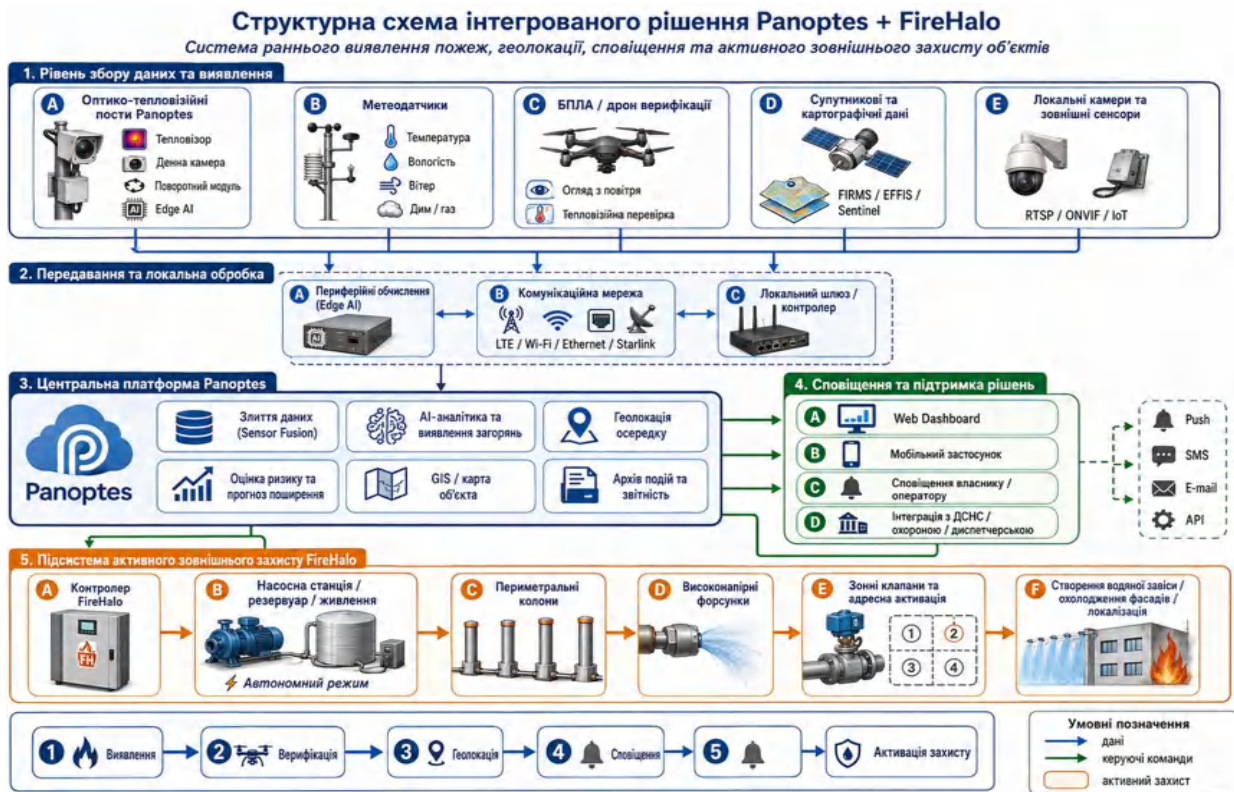 Структурна схема інтегрованого рішення Panoptes + FireHalo
Система раннього виявлення пожеж, геолокації, сповіщення та активного зовнішнього захисту об'єктів
1. Рівень збору даних та виявлення
A
Оптико-тепловізійні
пости Panoptes
Тепловізор
Денна камера
Поворотний модуль
AI
Edge AI
B
Метеодатчики
Температура
Вологість
Вітер
Дим / газ
C
БПЛА / дрон верифікації
Огляд з повітря
Тепловізійна перевірка
D
Супутникові та
картографічні дані
FIRMS / EFFIS /
Sentinel
E
Локальні камери та
зовнішні сенсори
RTSP / ONVIF / IoT
2. Передавання та локальна обробка
A
Периферійні обчислення
(Edge AI)
AI
B
Комунікаційна мережа
LTE / Wi-Fi / Ethernet / Starlink
C
Локальний шлюз /
контролер
3. Центральна платформа Panoptes
Panoptes
Злиття даних
(Sensor Fusion)
AI-аналітика та
виявлення загорянь
Геолокація
осередку
Оцінка ризику та
прогноз поширення
GIS / карта
об'єкта
Архів подій та
звітність
4. Сповіщення та підтримка рішень
A
Web Dashboard
B
Мобільний застосунок
C
Сповіщення власнику /
оператору
D
Інтеграція з ДСНС /
охороною / диспетчерською
Push
SMS
E-mail
API
5. Підсистема активного зовнішнього захисту FireHalo
A
Контролер
FireHalo
FH
B
Насосна станція /
резервуар / живлення
Автономний режим
C
Периметральні
колони
D
Високонапірні
форсунки
E
Зонні клапани та
адресна активація
1
2
3
4
F
Створення водяної завіси /
охолодження фасадів /
локалізація
1 Виявлення
2 Верифікація
3 Геолокація
4 Сповіщення
5
Активація захисту
Умовні позначення
дані
керуючі команди
активний захист